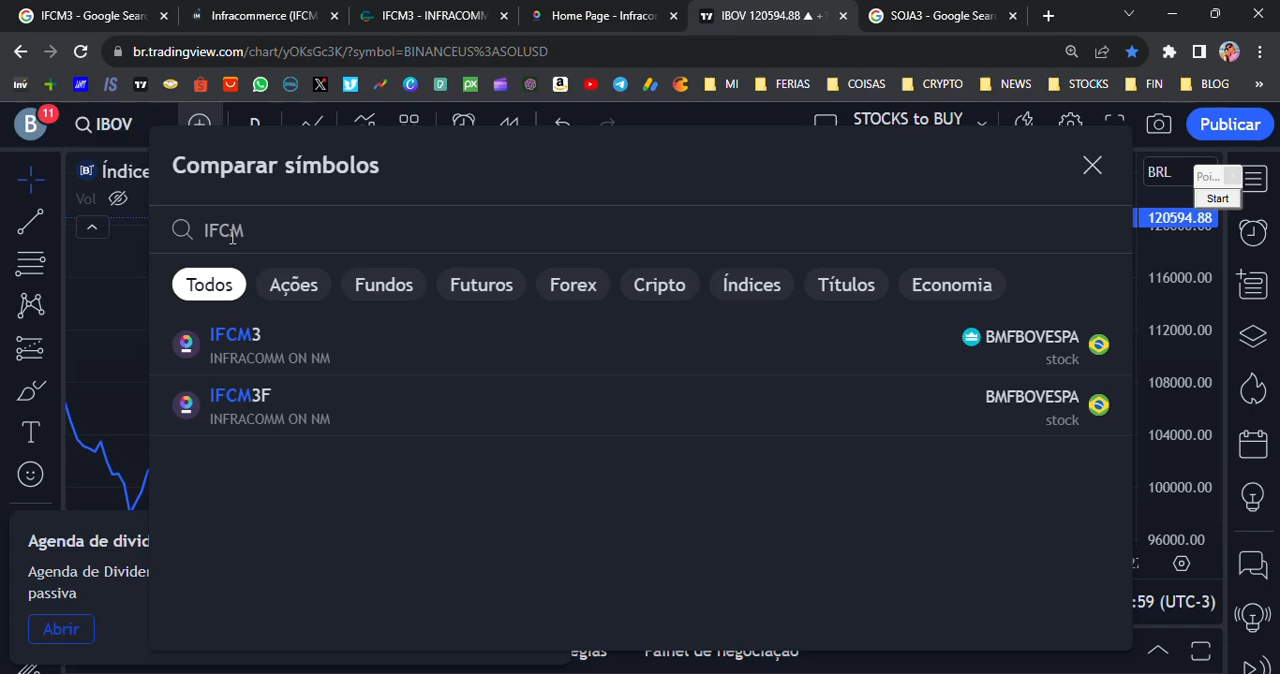 IFCM3 - Google Sear
Infracommerce (IFCM
IFCM3 - INFRACOMM
Home Page - Infraco
IBOV 120594.88 ▲ +
SOJA3 - Google Sear
br.tradingview.com/chart/yOKsGc3K/?symbol=BINANCEUS%3ASOLUSD
MI
FERIAS
COISAS
CRYPTO
NEWS
STOCKS
FIN
BLOG
»
B
11
IBOV
D
STOCKS to BUY
Publicar
Índice
Vol
Comparar símbolos
IFCM
Todos
Ações
Fundos
Futuros
Forex
Cripto
Índices
Títulos
Economia
IFCM3
INFRACOMM ON NM
BMFBOVESPA
stock
IFCM3F
INFRACOMM ON NM
BMFBOVESPA
stock
BRL
Poi...
Start
120594.88
116000.00
112000.00
108000.00
104000.00
100000.00
96000.00
Agenda de divid
Agenda de Divider
passiva
Abrir
:59 (UTC-3)
égias
Painel de negociação